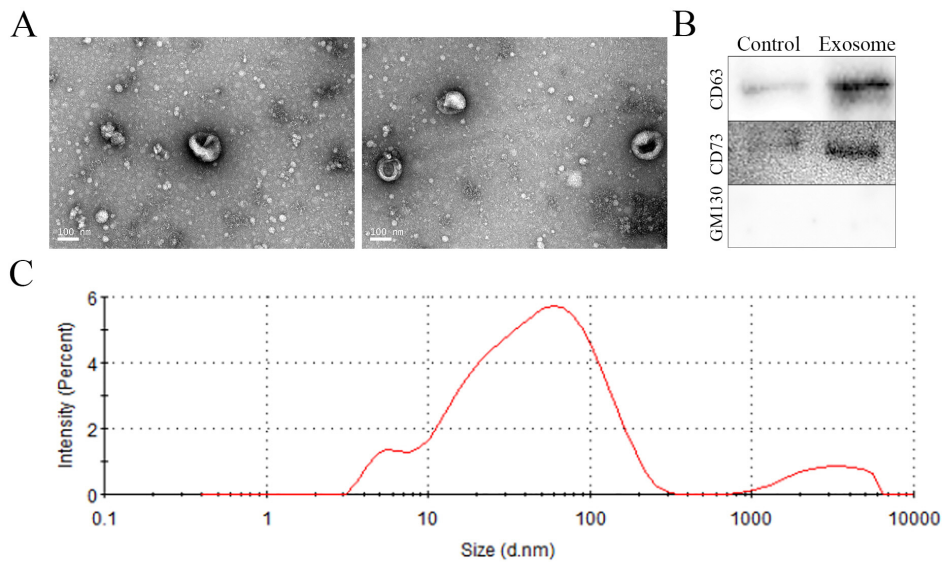 A
B
Control Exosome
100 nm
100 nm
CD63
CD73
GM130
C
6
4
2
0
Intensity (Percent)
0.1 1 10 100 1000 10000
Size (d.nm)